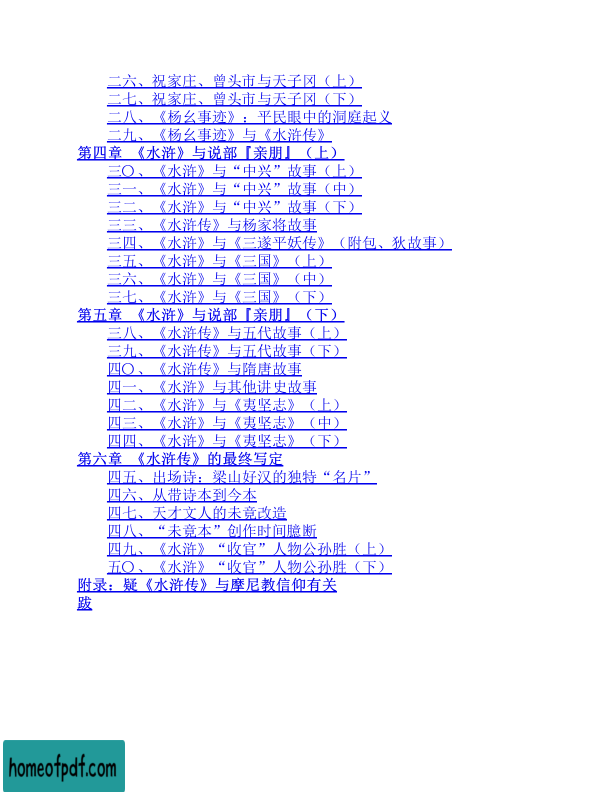 二六、祝家庄、曾头市与天子冈（上）
二七、祝家庄、曾头市与天子冈（下）
二八、《杨幺事迹》：平民眼中的洞庭起义
二九、《杨幺事迹》与《水浒传》
第四章 《水浒》与说部『亲朋』（上）
三〇、《水浒》与“中兴”故事（上）
三一、《水浒》与“中兴”故事（中）
三二、《水浒》与“中兴”故事（下）
三三、《水浒传》与杨家将故事
三四、《水浒》与《三遂平妖传》（附包、狄故事）
三五、《水浒》与《三国》（上）
三六、《水浒》与《三国》（中）
三七、《水浒》与《三国》（下）
第五章 《水浒》与说部『亲朋』（下）
三八、《水浒传》与五代故事（上）
三九、《水浒传》与五代故事（下）
四〇、《水浒传》与隋唐故事
四一、《水浒》与其他讲史故事
四二、《水浒》与《夷坚志》（上）
四三、《水浒》与《夷坚志》（中）
四四、《水浒》与《夷坚志》（下）
第六章 《水浒传》的最终写定
四五、出场诗：梁山好汉的独特“名片”
四六、从带诗本到今本
四七、天才文人的未竟改造
四八、“未竟本”创作时间臆断
四九、《水浒》“收官”人物公孙胜（上）
五〇、《水浒》“收官”人物公孙胜（下）
附录：疑《水浒传》与摩尼教信仰有关
跋
homeofpdf.com